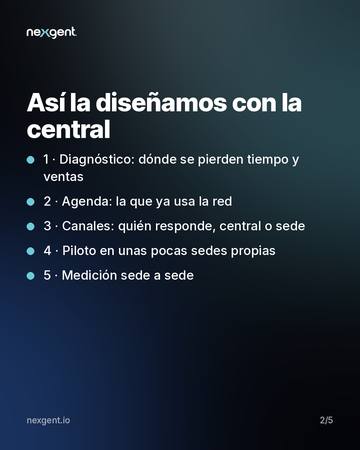 nexgent
Así la diseñamos con la
central
1 · Diagnóstico: dónde se pierden tiempo y
ventas
2 · Agenda: la que ya usa la red
3 · Canales: quién responde, central o sede
4 · Piloto en unas pocas sedes propias
5 · Medición sede a sede
nexgent.io
2/5